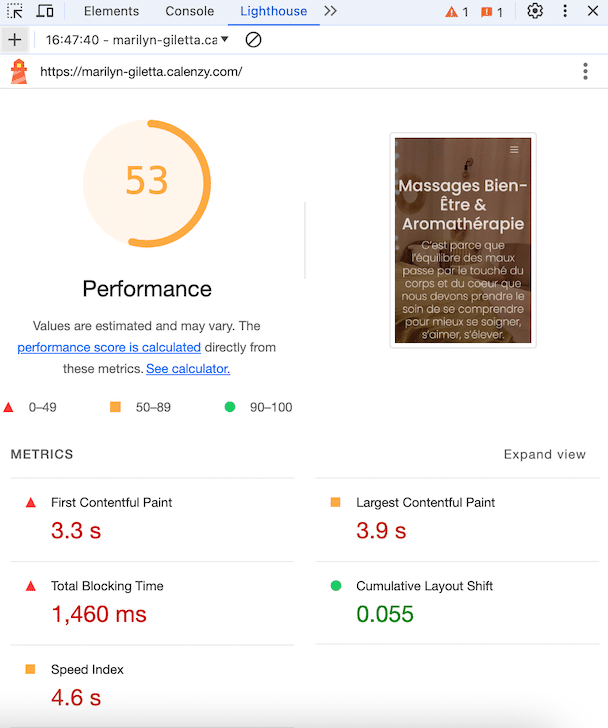 Elements Console Lighthouse 1 1
16:47:40 - marilyn-giletta.ca
https://marilyn-giletta.calenzy.com/
53
Performance
Values are estimated and may vary. The
performance score is calculated directly from
these metrics. See calculator.
0–49 50–89 90–100
Massages Bien-
Être &
Aromathérapie
C'est parce que
l'équilibre des maux
passe par le touché du
corps et du coeur que
nous devons prendre le
soin de se comprendre
pour mieux se soigner,
s'aimer, s'élever.
METRICS
Expand view
First Contentful Paint
3.3 s
Largest Contentful Paint
3.9 s
Total Blocking Time
1,460 ms
Cumulative Layout Shift
0.055
Speed Index
4.6 s